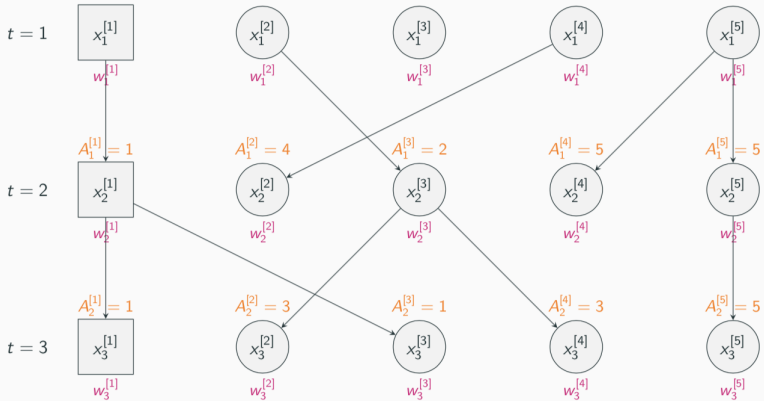 t = 1 x_1^[1] x_1^[2] x_1^[3] x_1^[4] x_1^[5]
w_1^[1] w_1^[2] w_1^[3] w_1^[4] w_1^[5]
A_1^[1] = 1 A_1^[2] = 4 A_1^[3] = 2 A_1^[4] = 5 A_1^[5] = 5
t = 2 x_2^[1] x_2^[2] x_2^[3] x_2^[4] x_2^[5]
w_2^[1] w_2^[2] w_2^[3] w_2^[4] w_2^[5]
A_2^[1] = 1 A_2^[2] = 3 A_2^[3] = 1 A_2^[4] = 3 A_2^[5] = 5
t = 3 x_3^[1] x_3^[2] x_3^[3] x_3^[4] x_3^[5]
w_3^[1] w_3^[2] w_3^[3] w_3^[4] w_3^[5]